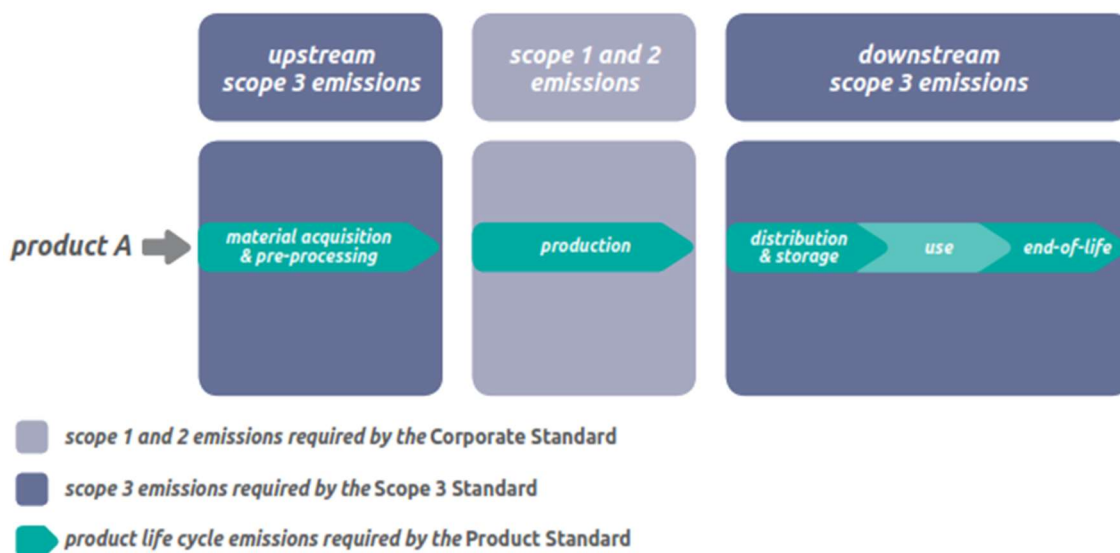 upstream
scope 3 emissions
scope 1 and 2
emissions
downstream
scope 3 emissions
product A
material acquisition
& pre-processing
production
distribution
& storage
use
end-of-life
scope 1 and 2 emissions required by the Corporate Standard
scope 3 emissions required by the Scope 3 Standard
product life cycle emissions required by the Product Standard